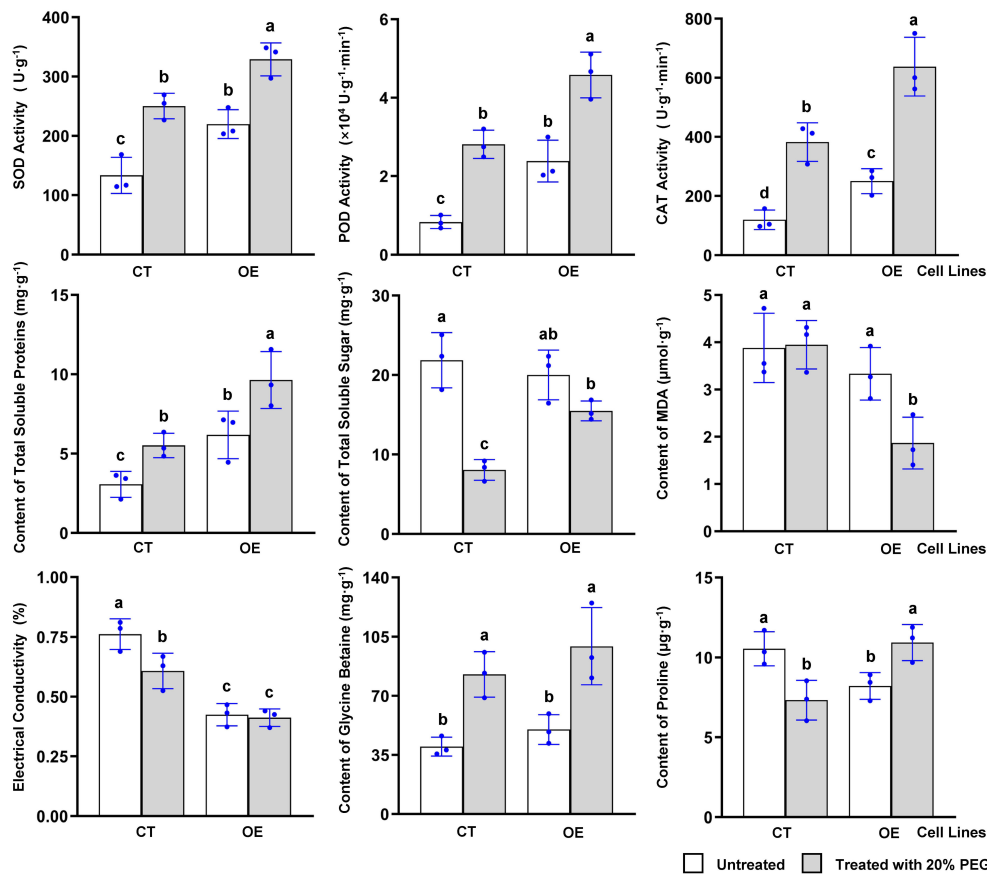 SOD Activity ( U·g⁻¹)
400
300
200
100
0
c
b
b
a
CT
OE
POD Activity (×10⁴ U·g⁻¹·min⁻¹)
6
4
2
0
c
b
b
a
CT
OE
CAT Activity ( U·g⁻¹·min⁻¹)
800
600
400
200
0
d
b
c
a
CT
OE
Cell Lines
Content of Total Soluble Proteins (mg·g⁻¹)
15
10
5
0
c
b
b
a
CT
OE
Content of Total Soluble Sugar (mg·g⁻¹)
30
20
10
0
a
c
ab
b
CT
OE
Content of MDA (μmol·g⁻¹)
5
4
3
2
1
0
a
a
a
b
CT
OE
Cell Lines
Electrical Conductivity (%)
1.00
0.75
0.50
0.25
0.00
a
b
c
c
CT
OE
Content of Glycine Betaine (mg·g⁻¹)
140
105
70
35
0
b
a
b
a
CT
OE
Content of Proline (μg·g⁻¹)
15
10
5
0
a
b
b
a
CT
OE
Cell Lines
Untreated
Treated with 20% PEG